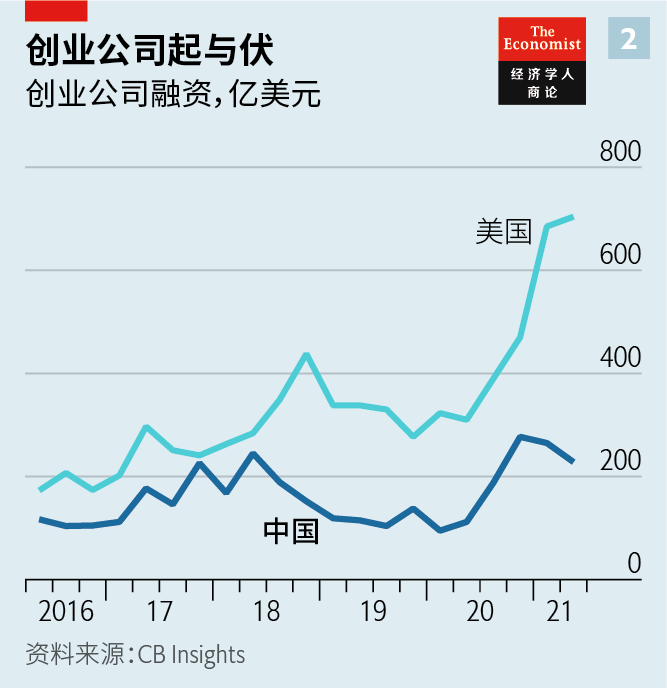 创业公司起与伏
创业公司融资，亿美元
The
Economist
经济学人
商论
2
800
美国
600
400
200
中国
0
2016 17 18 19 20 21
资料来源：CB Insights